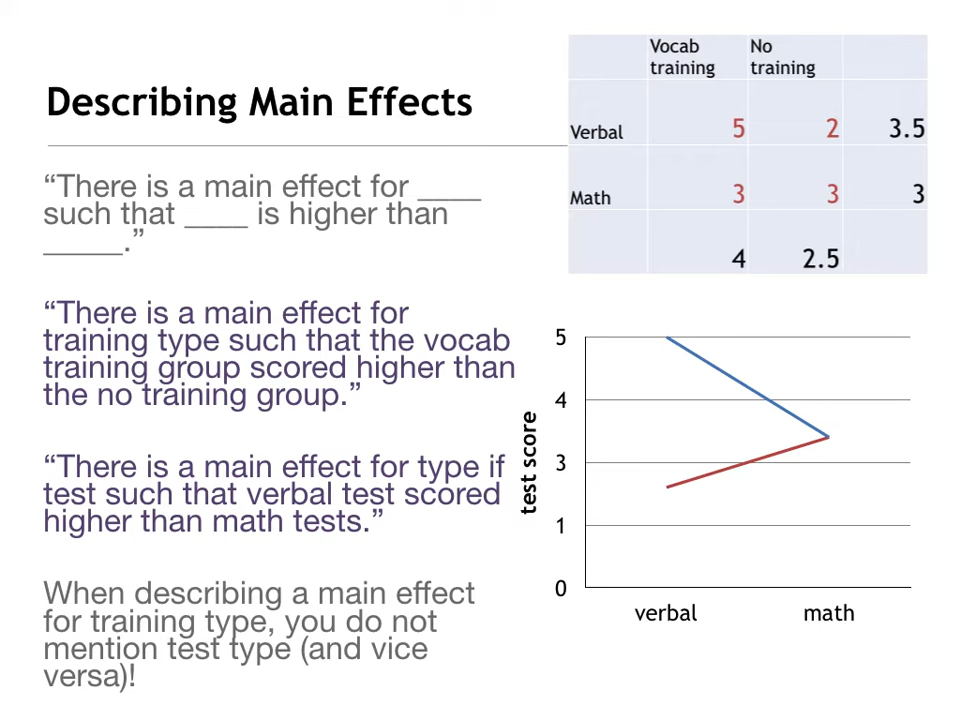 Describing Main Effects
“There is a main effect for ____
such that ____ is higher than
_____.”
“There is a main effect for
training type such that the vocab
training group scored higher than
the no training group.”
“There is a main effect for type if
test such that verbal test scored
higher than math tests.”
When describing a main effect
for training type, you do not
mention test type (and vice
versa)!
Vocab training No training
Verbal 5 2 3.5
Math 3 3 3
4 2.5
test score
5
4
3
1
0
verbal math